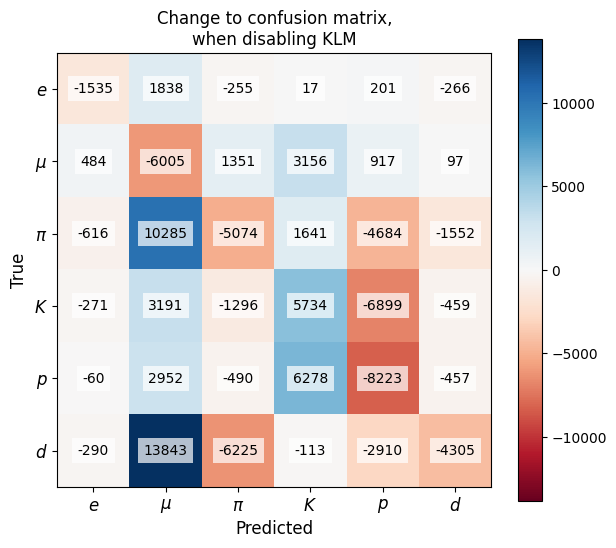 Change to confusion matrix,
when disabling KLM
e -1535 1838 -255 17 201 -266
μ 484 -6005 1351 3156 917 97
π -616 10285 -5074 1641 -4684 -1552
K -271 3191 -1296 5734 -6899 -459
p -60 2952 -490 6278 -8223 -457
d -290 13843 -6225 -113 -2910 -4305
e μ π K p d
True
Predicted
10000
5000
0
-5000
-10000